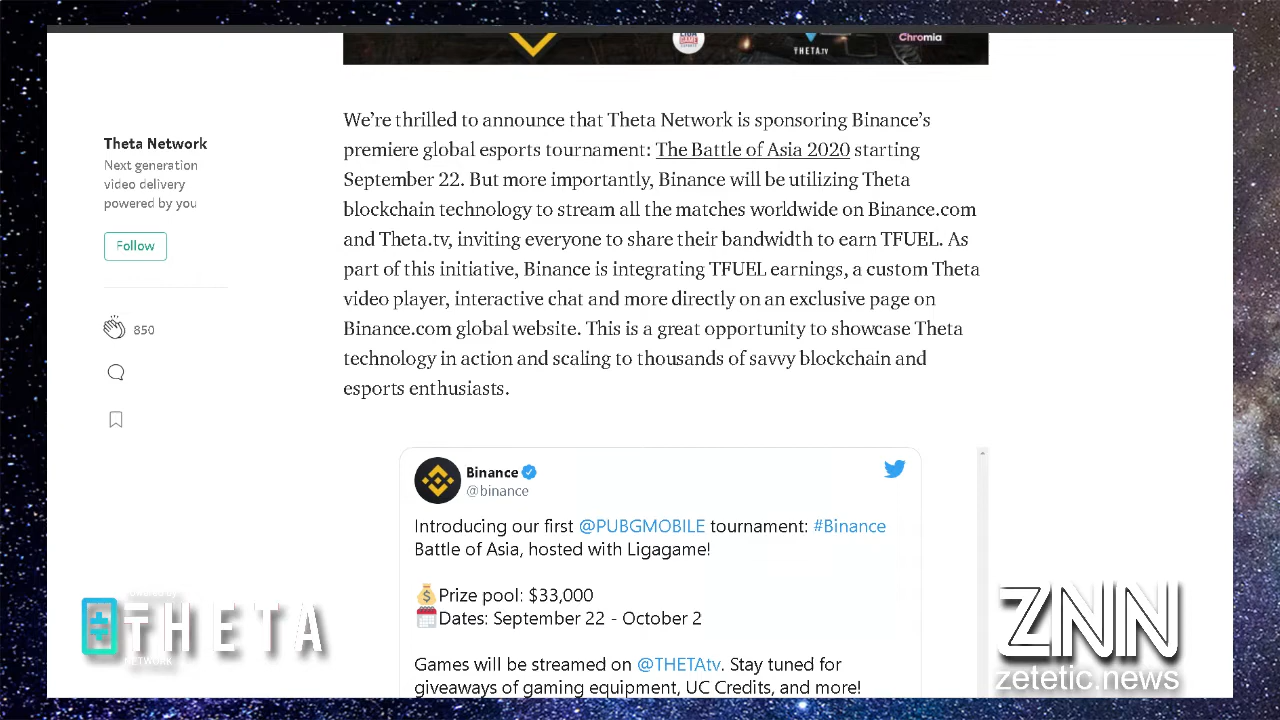 LIGA
GAME
ESPORTS
THETA.tv
Chromia
We're thrilled to announce that Theta Network is sponsoring Binance's
premiere global esports tournament: The Battle of Asia 2020 starting
September 22. But more importantly, Binance will be utilizing Theta
blockchain technology to stream all the matches worldwide on Binance.com
and Theta.tv, inviting everyone to share their bandwidth to earn TFUEL. As
part of this initiative, Binance is integrating TFUEL earnings, a custom Theta
video player, interactive chat and more directly on an exclusive page on
Binance.com global website. This is a great opportunity to showcase Theta
technology in action and scaling to thousands of savvy blockchain and
esports enthusiasts.
Theta Network
Next generation
video delivery
powered by you
Follow
850
Binance
@binance
Introducing our first @PUBGMOBILE tournament: #Binance
Battle of Asia, hosted with Ligagame!
💰Prize pool: $33,000
📅Dates: September 22 - October 2
Games will be streamed on @THETAtv. Stay tuned for
giveaways of gaming equipment, UC Credits, and more!
THETA
NETWORK
ZNN
zetetic.news